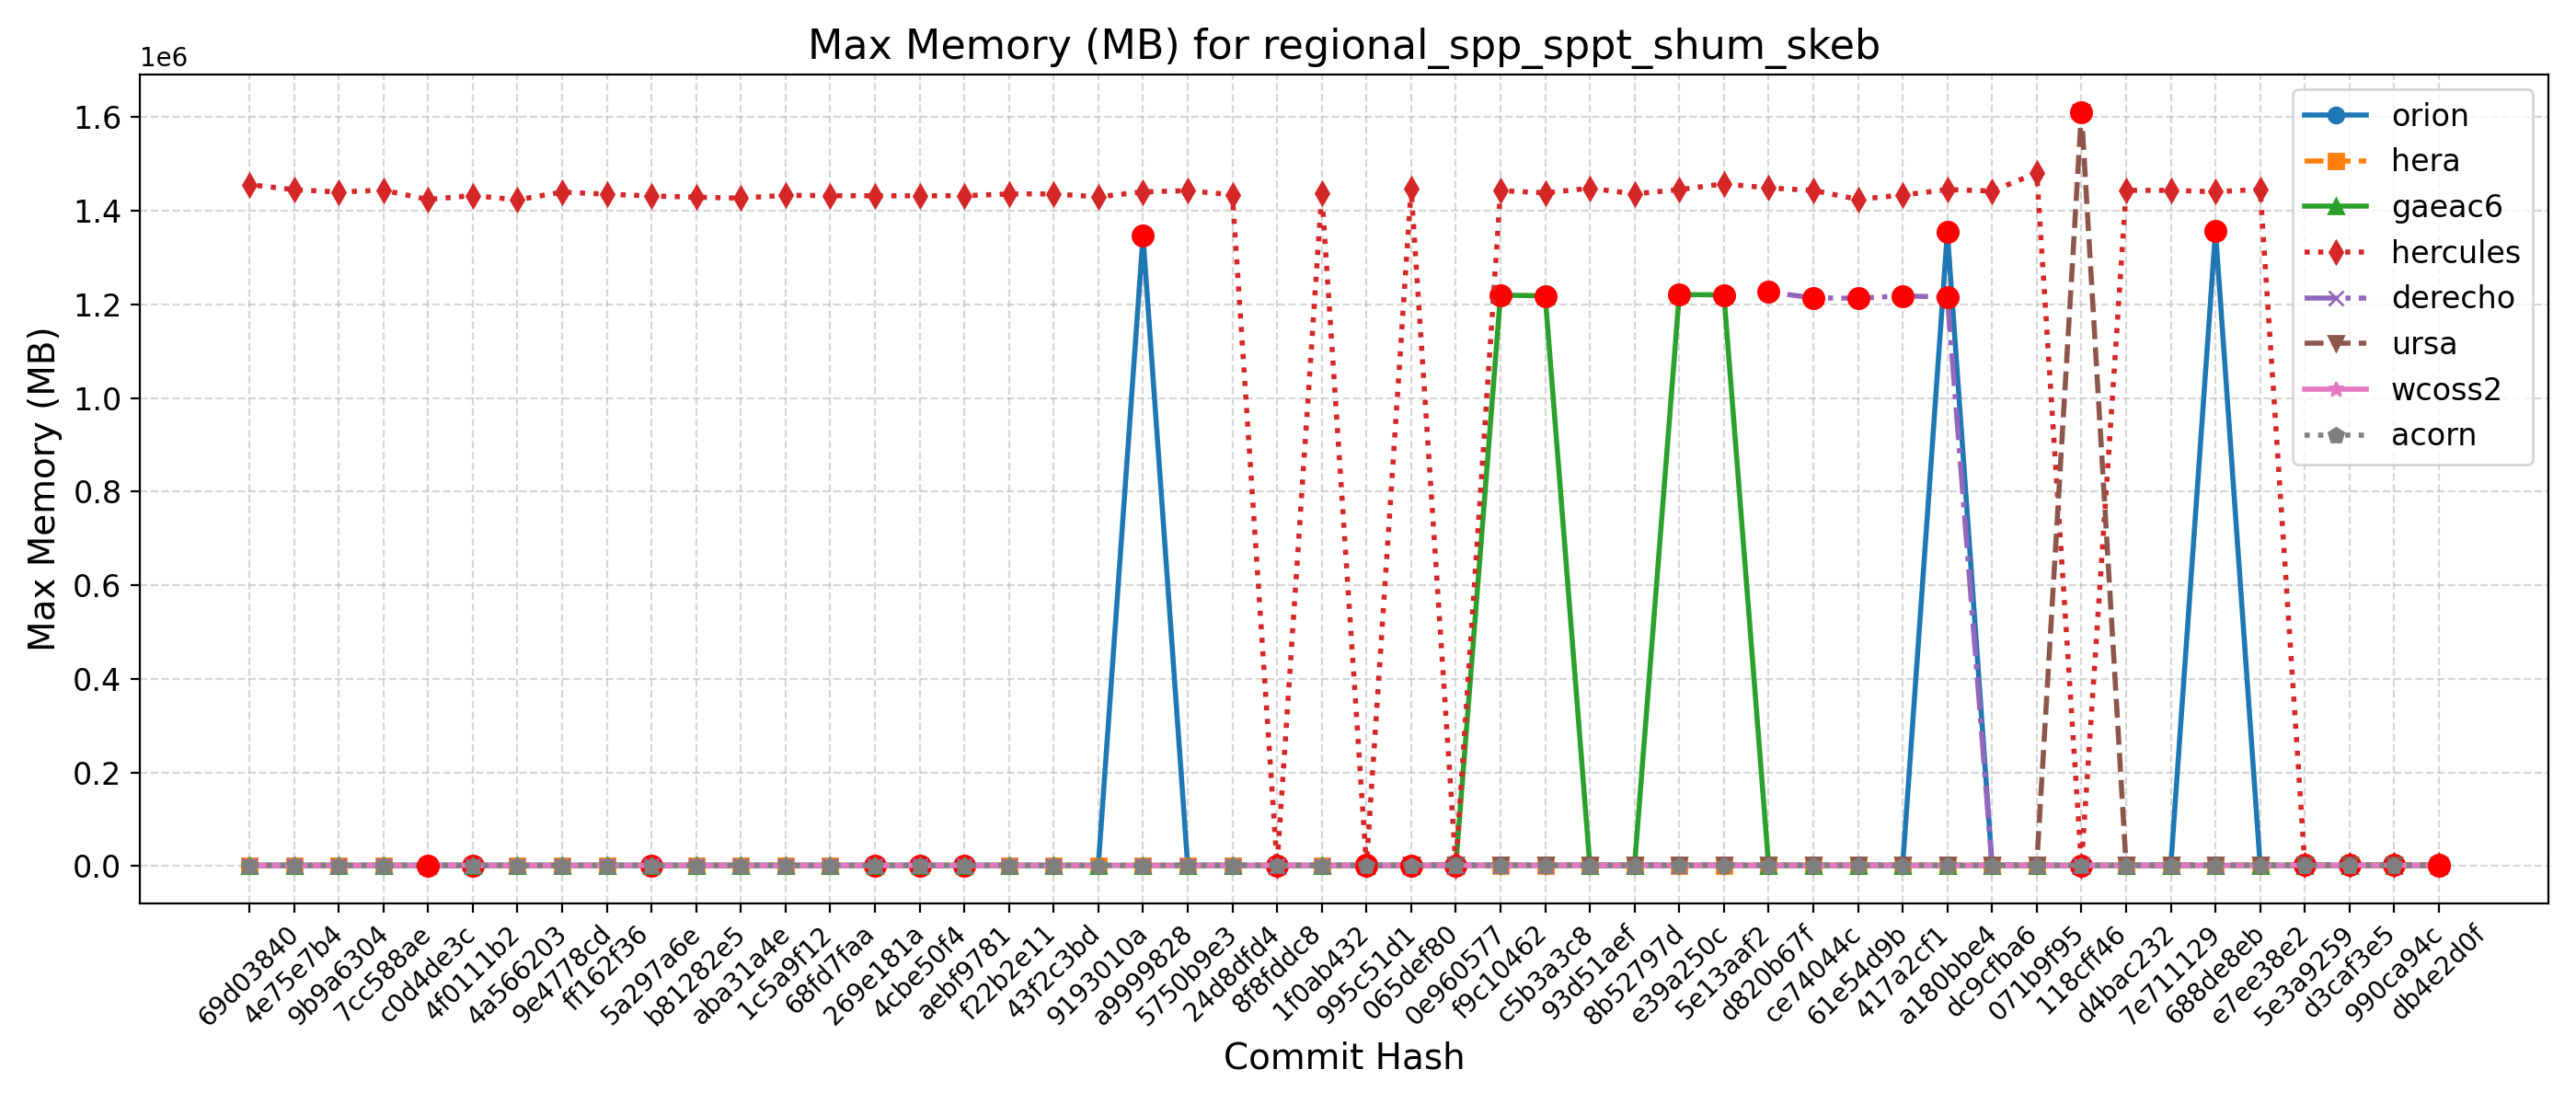 Max Memory (MB) for regional_spp_sppt_shum_skeb
1e6
Max Memory (MB)
1.6
1.4
1.2
1.0
0.8
0.6
0.4
0.2
0.0
orion
hera
gaeac6
hercules
derecho
ursa
wcoss2
acorn
69d03840
4e75e7b4
9b9a6304
7cc588ae
c0d4de3c
4f0111b2
4a566203
9e4778cd
ff162f36
5a297a6e
b81282e5
aba31a4e
1c5a9f12
68fd7faa
269e181a
4cbe50f4
aebf9781
f22b2e11
43f2c3bd
9193010a
a9999828
5750b9e3
24d8dfd4
8f8fddc8
1f0ab432
995c51d1
065def80
0e960577
f9c10462
c5b3a3c8
93d51aef
8b52797d
e39a250c
5e13aaf2
d820b67f
ce74044c
61e54d9b
417a2cf1
a180bbe4
dc9cfba6
071b9f95
118cff46
d4bac232
7e711129
688de8eb
e7ee38e2
5e3a9259
d3caf3e5
990ca94c
db4e2d0f
Commit Hash